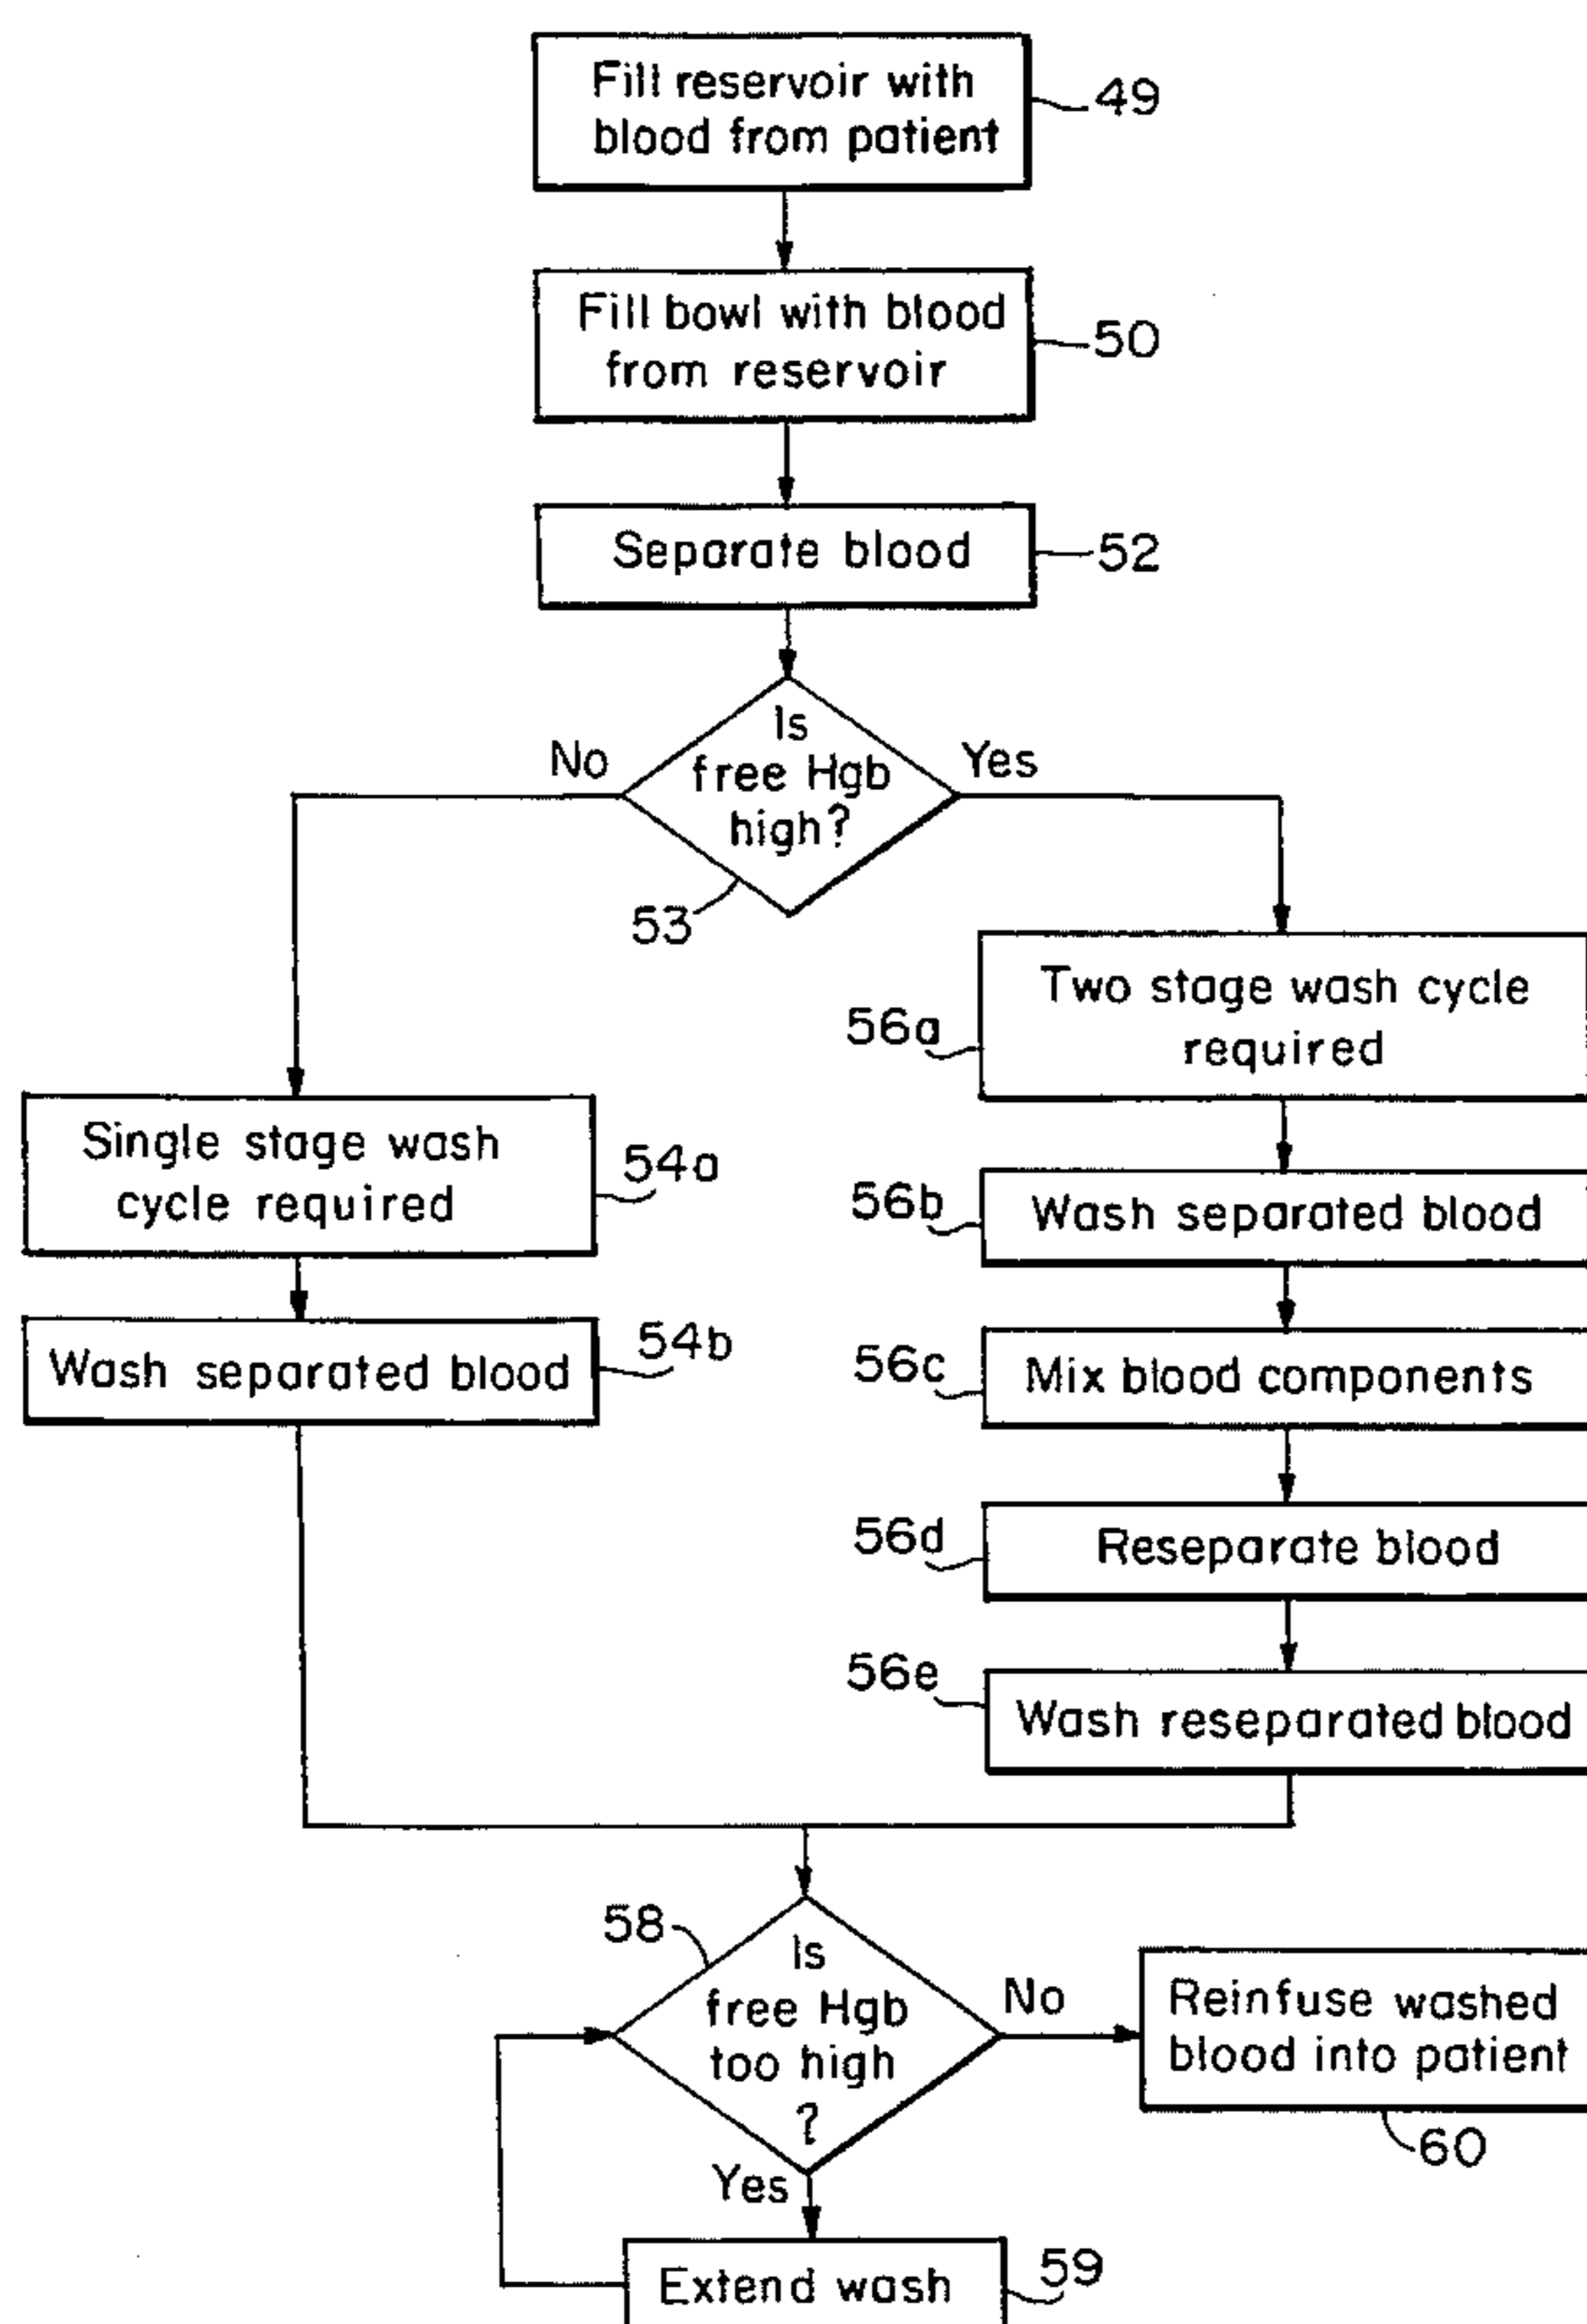 Fill reservoir with
blood from patient
49
Fill bowl with blood
from reservoir
50
Separate blood
52
Is
free Hgb
high?
No
Yes
53
Two stage wash cycle
required
56a
Single stage wash
cycle required
54a
Wash separated blood
56b
Wash separated blood
54b
Mix blood components
56c
Reseparate blood
56d
Wash reseparated blood
56e
58
Is
free Hgb
too high
?
No
Yes
Reinfuse washed
blood into patient
60
Extend wash
59